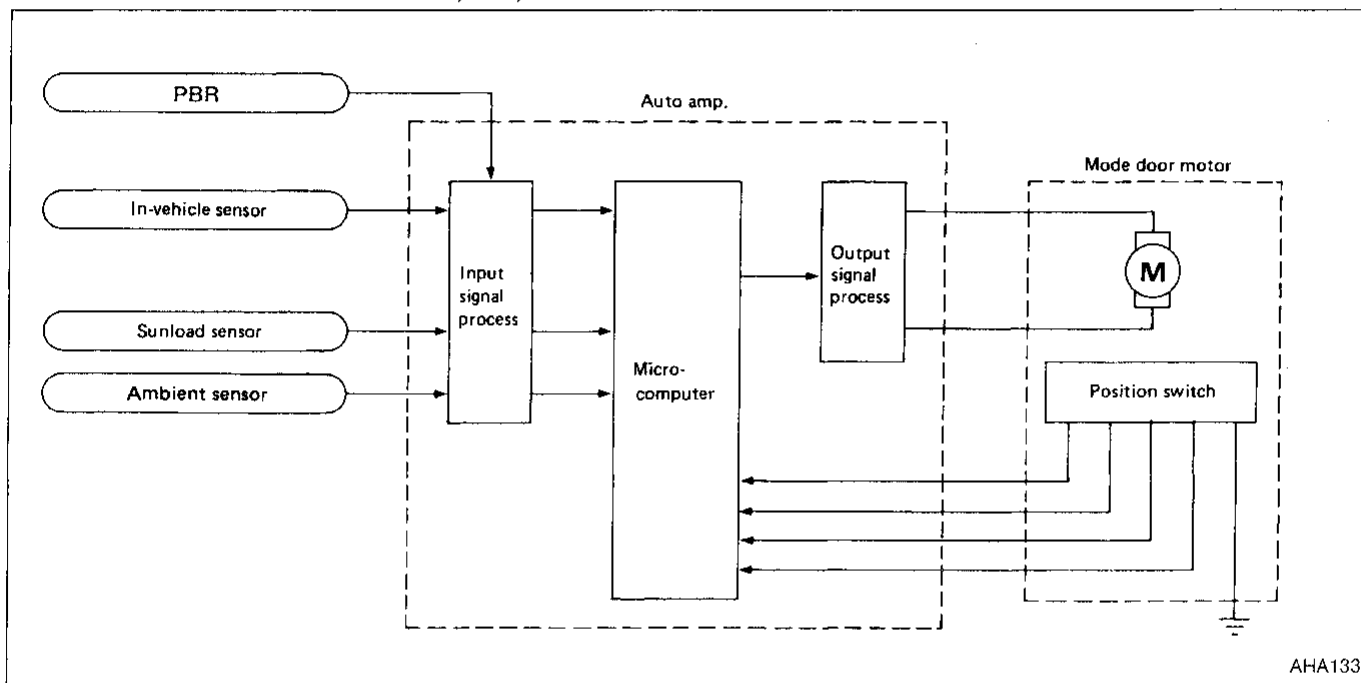 PBR
Auto amp.
Mode door motor
In-vehicle sensor
Input
signal
process
Output
signal
process
M
Sunload sensor
Micro-
computer
Ambient sensor
Position switch
AHA133